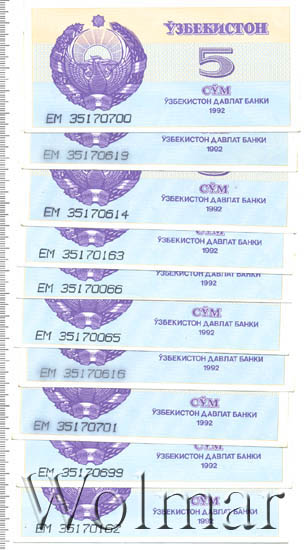 ЎЗБЕКИСТОН
5
СЎМ
ЎЗБЕКИСТОН ДАВЛАТ БАНКИ
1992
ЕМ 35170700
ЎЗБЕКИСТОН ДАВЛАТ БАНКИ
1992
ЕМ 35170619
СЎМ
ЎЗБЕКИСТОН ДАВЛАТ БАНКИ
1992
ЕМ 35170614
ЎЗБЕКИСТОН ДАВЛАТ БАНКИ
1992
ЕМ 35170163
1992
ЕМ 35170066
СЎМ
ЎЗБЕКИСТОН ДАВЛАТ БАНКИ
1992
ЕМ 35170065
ЎЗБЕКИСТОН ДАВЛАТ БАНКИ
1992
ЕМ 35170616
СЎМ
ЎЗБЕКИСТОН ДАВЛАТ БАНКИ
1992
ЕМ 35170701
СЎМ
ЎЗБЕКИСТОН ДАВЛАТ БАНКИ
1992
ЕМ 35170699
СЎМ
ЎЗБЕКИСТОН ДАВЛАТ БАНКИ
1992
ЕМ 35170162
Wolmar